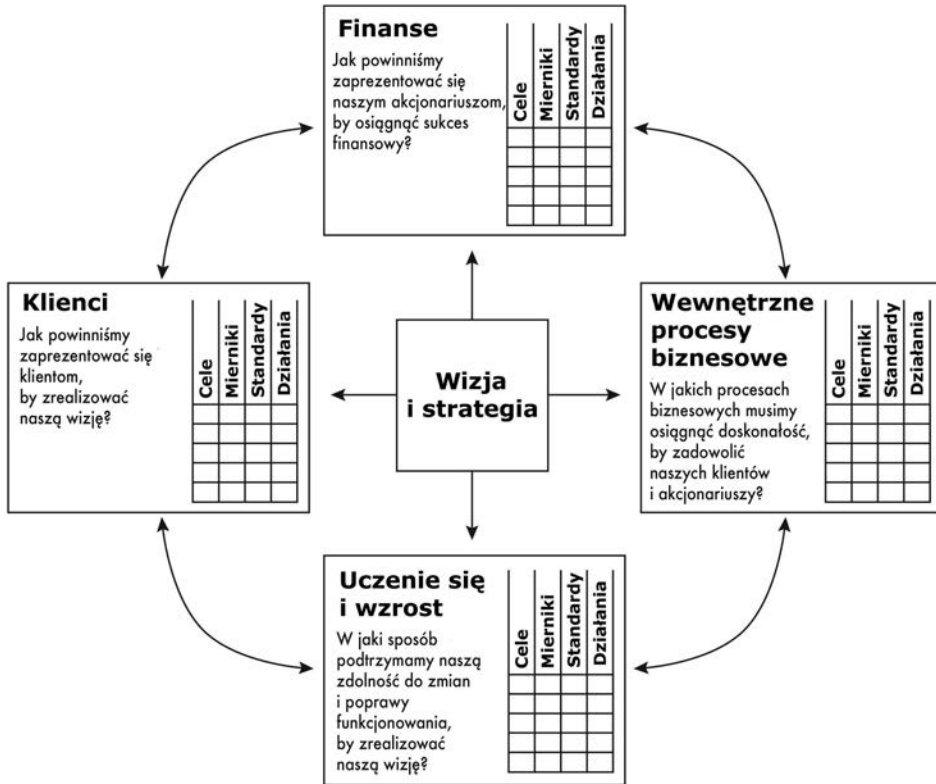 Finanse
Jak powinniśmy
zaprezentować się
naszym akcjonariuszom,
by osiągnąć sukces
finansowy?
Cele
Mierniki
Standardy
Działania
Klienci
Jak powinniśmy
zaprezentować się
klientom,
by zrealizować
naszą wizję?
Cele
Mierniki
Standardy
Działania
Wizja
i strategia
Wewnętrzne
procesy
biznesowe
W jakich procesach
biznesowych musimy
osiągnąć doskonałość,
by zadowolić
naszych klientów
i akcjonariuszy?
Cele
Mierniki
Standardy
Działania
Uczenie się
i wzrost
W jaki sposób
podtrzymamy naszą
zdolność do zmian
i poprawy
funkcjonowania,
by zrealizować
naszą wizję?
Cele
Mierniki
Standardy
Działania